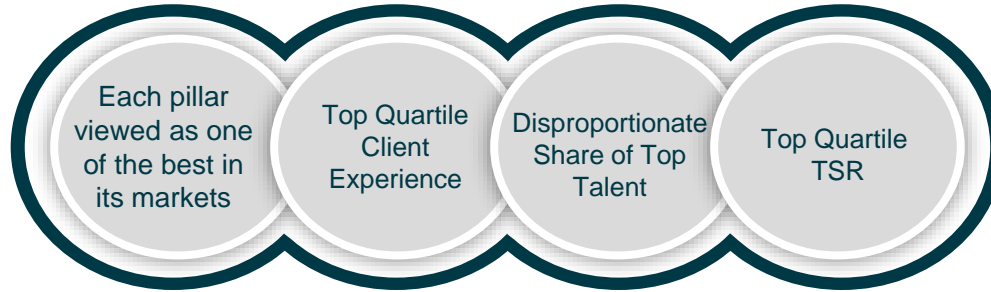 Each pillar
viewed as one
of the best in
its markets
Top Quartile
Client
Experience
Disproportionate
Share of Top
Talent
Top Quartile
TSR